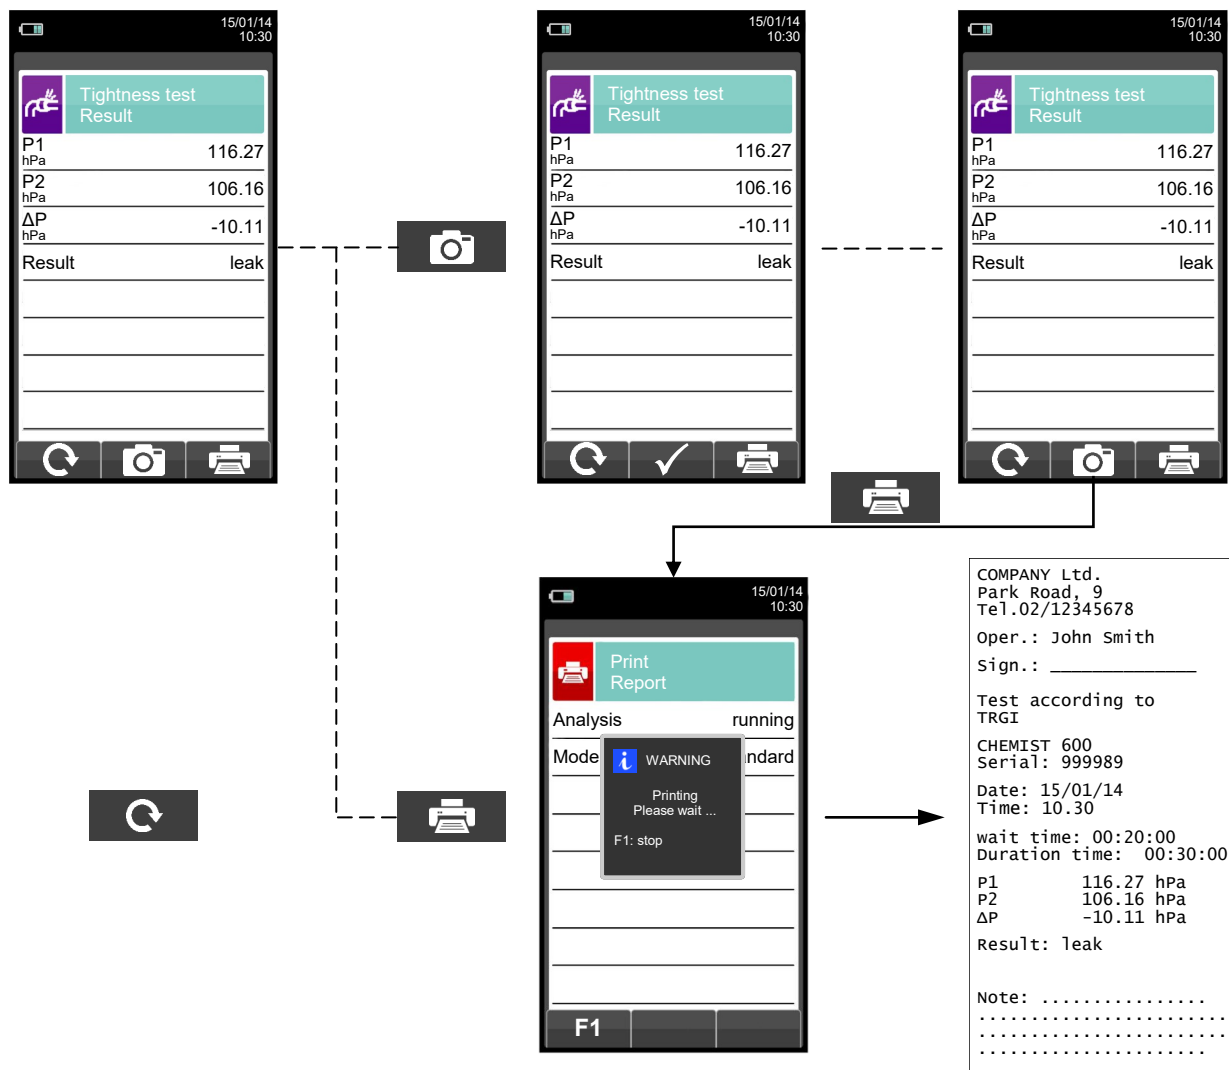 15/01/14
10:30
Tightness test
Result
P1
hPa
116.27
P2
hPa
106.16
ΔP
hPa
-10.11
Result leak
15/01/14
10:30
Tightness test
Result
P1
hPa
116.27
P2
hPa
106.16
ΔP
hPa
-10.11
Result leak
15/01/14
10:30
Tightness test
Result
P1
hPa
116.27
P2
hPa
106.16
ΔP
hPa
-10.11
Result leak
15/01/14
10:30
Print
Report
Analysis running
Mode ndard
i WARNING
Printing
Please wait ...
F1: stop
F1
COMPANY Ltd.
Park Road, 9
Tel.02/12345678
Oper.: John Smith
Sign.: ______________
Test according to
TRGI
CHEMIST 600
Serial: 999989
Date: 15/01/14
Time: 10.30
wait time: 00:20:00
Duration time: 00:30:00
P1 116.27 hPa
P2 106.16 hPa
ΔP -10.11 hPa
Result: leak
Note: ................
........................
........................
......................